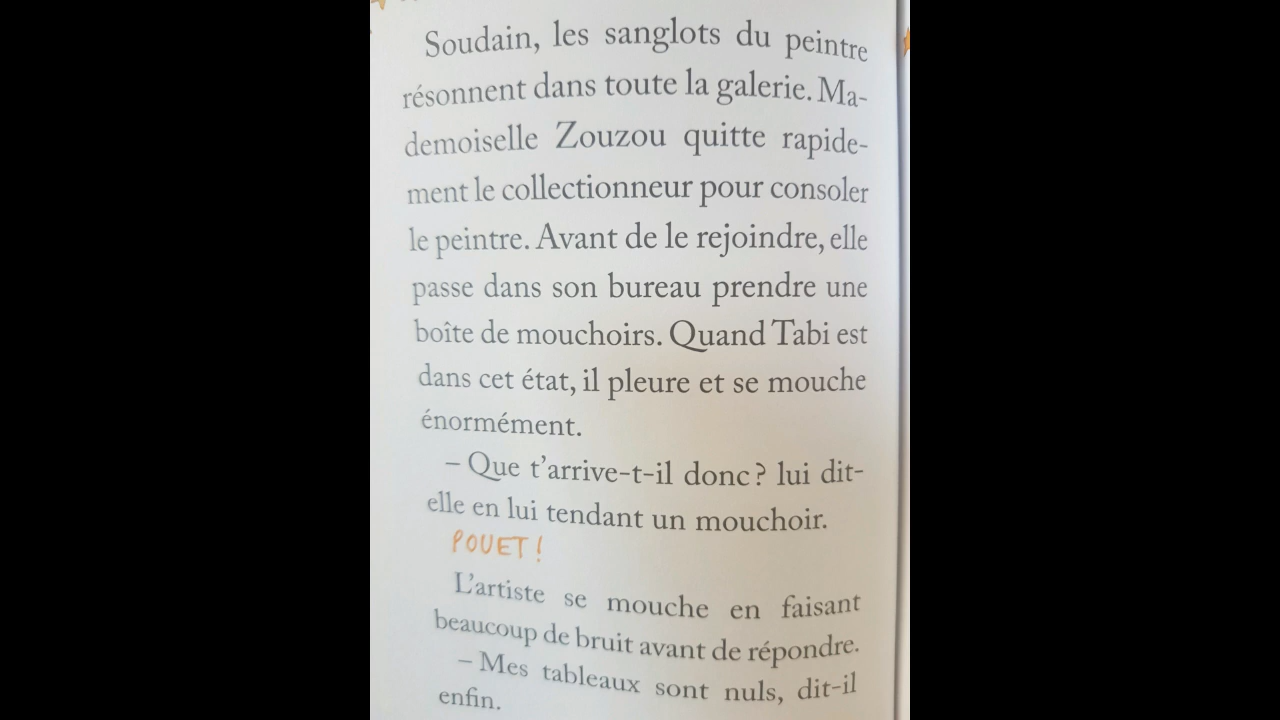 Soudain, les sanglots du peintre
résonnent dans toute la galerie. Ma-
demoiselle Zouzou quitte rapide-
ment le collectionneur pour consoler
le peintre. Avant de le rejoindre, elle
passe dans son bureau prendre une
boîte de mouchoirs. Quand Tabi est
dans cet état, il pleure et se mouche
énormément.
– Que t’arrive-t-il donc ? lui dit-
elle en lui tendant un mouchoir.
POUET !
L’artiste se mouche en faisant
beaucoup de bruit avant de répondre.
– Mes tableaux sont nuls, dit-il
enfin.